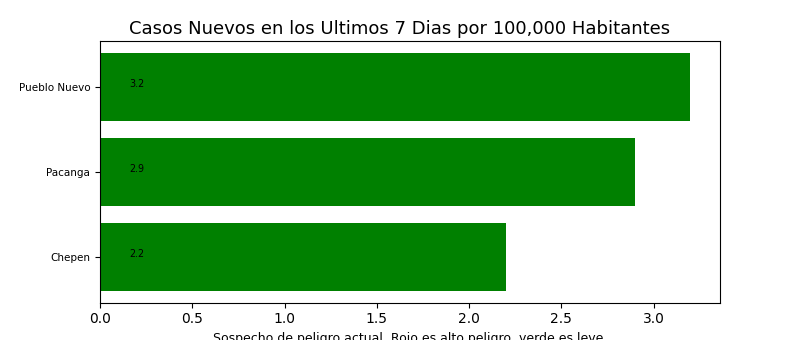 Casos Nuevos en los Ultimos 7 Dias por 100,000 Habitantes
Pueblo Nuevo
3.2
Pacanga
2.9
Chepen
2.2
0.0 0.5 1.0 1.5 2.0 2.5 3.0
Sospecho de peligro actual. Rojo es alto peligro, verde es leve